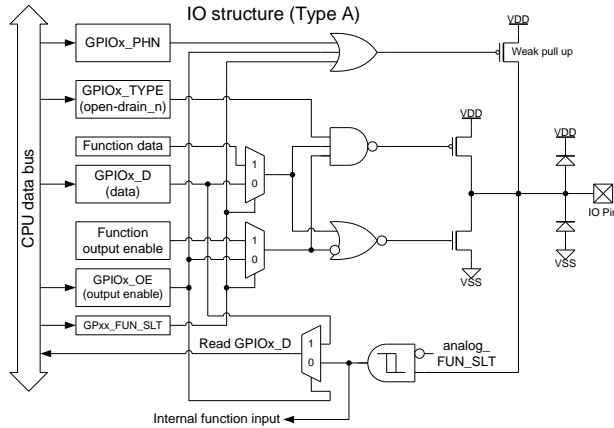 IO structure (Type A)
VDD
GPIOx_PHN
Weak pull up
GPIOx_TYPE
(open-drain_n)
VDD
VDD
Function data
1
0
GPIOx_D
(data)
CPU data bus
IO Pin
Function
output enable
1
0
GPIOx_OE
(output enable)
VSS
VSS
GPxx_FUN_SLT
Read GPIOx_D
1
0
analog_
FUN_SLT
Internal function input